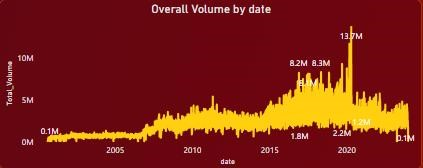 Overall Volume by date
13.7M
8.2M 8.3M
10M
Total_Volume
5M
0.1M
1.2M
2.2M
1.8M
0.1M
0M
2005 2010 2015 2020
date